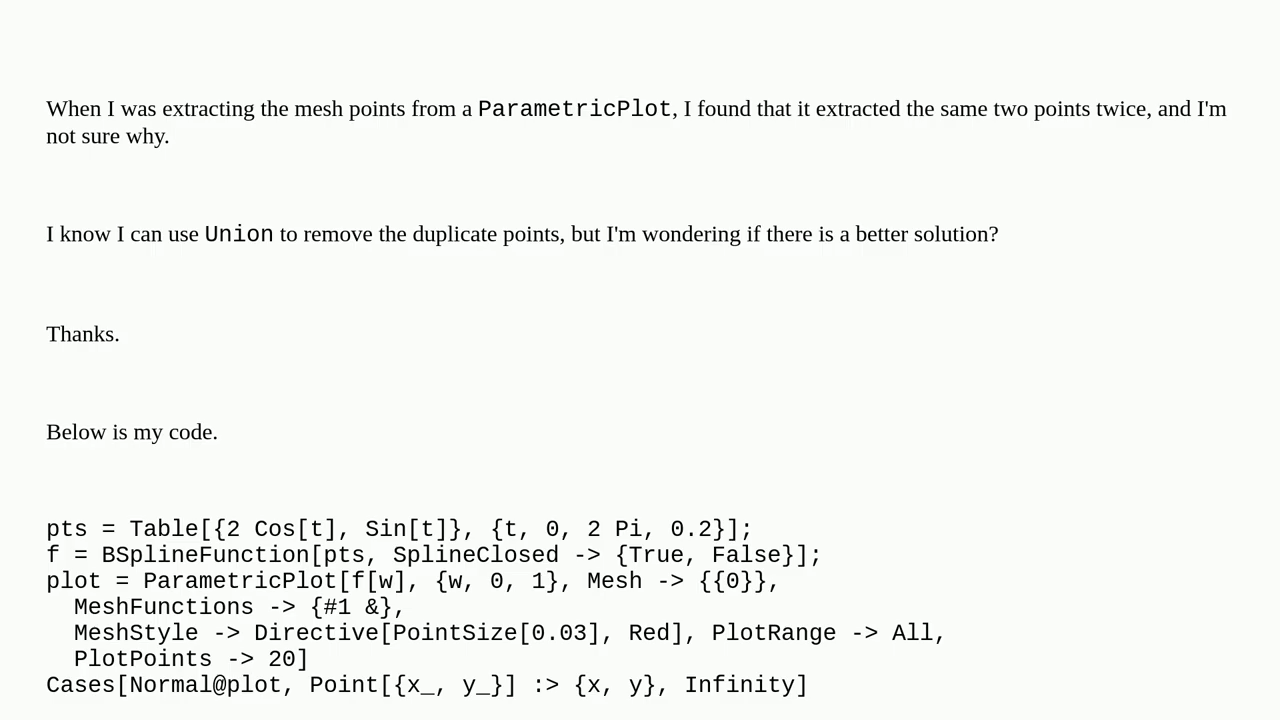 When I was extracting the mesh points from a ParametricPlot, I found that it extracted the same two points twice, and I'm
not sure why.
I know I can use Union to remove the duplicate points, but I'm wondering if there is a better solution?
Thanks.
Below is my code.
pts = Table[{2 Cos[t], Sin[t]}, {t, 0, 2 Pi, 0.2}];
f = BSplineFunction[pts, SplineClosed -> {True, False}];
plot = ParametricPlot[f[w], {w, 0, 1}, Mesh -> {{0}},
  MeshFunctions -> {#1 &},
  MeshStyle -> Directive[PointSize[0.03], Red], PlotRange -> All,
  PlotPoints -> 20]
Cases[Normal@plot, Point[{x_, y_}] :> {x, y}, Infinity]